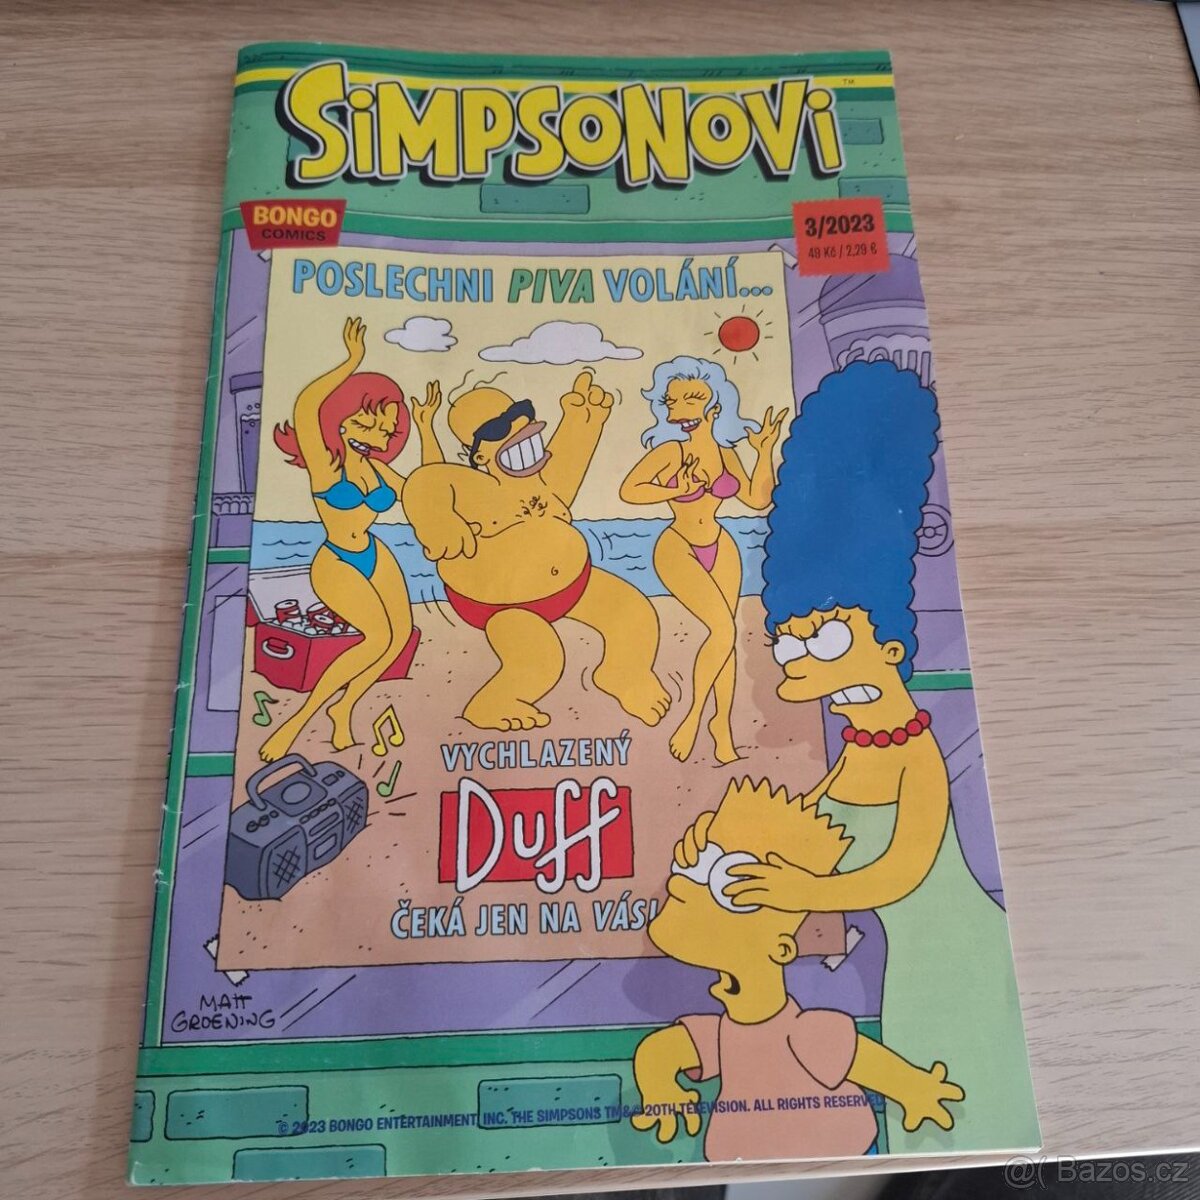 SiMPSONOVi
TM
BONGO
COMICS
3/2023
49 Kč / 2,29 €
POSLECHNI PIVA VOLÁNÍ...
VYCHLAZENÝ
Duff
ČEKÁ JEN NA VÁS!
MATT
GROENING
© 2023 BONGO ENTERTAINMENT, INC. THE SIMPSONS TM&© 20TH TELEVISION. ALL RIGHTS RESERVED.
@( Bazos.cz